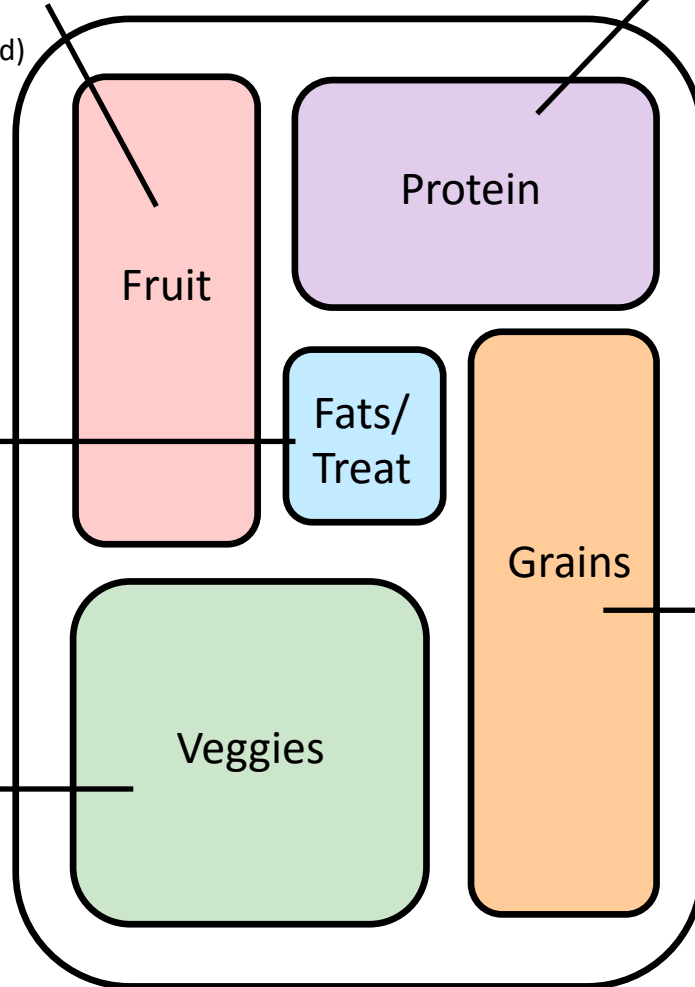 d)
Protein
Fruit
Fats/
Treat
Grains
Veggies